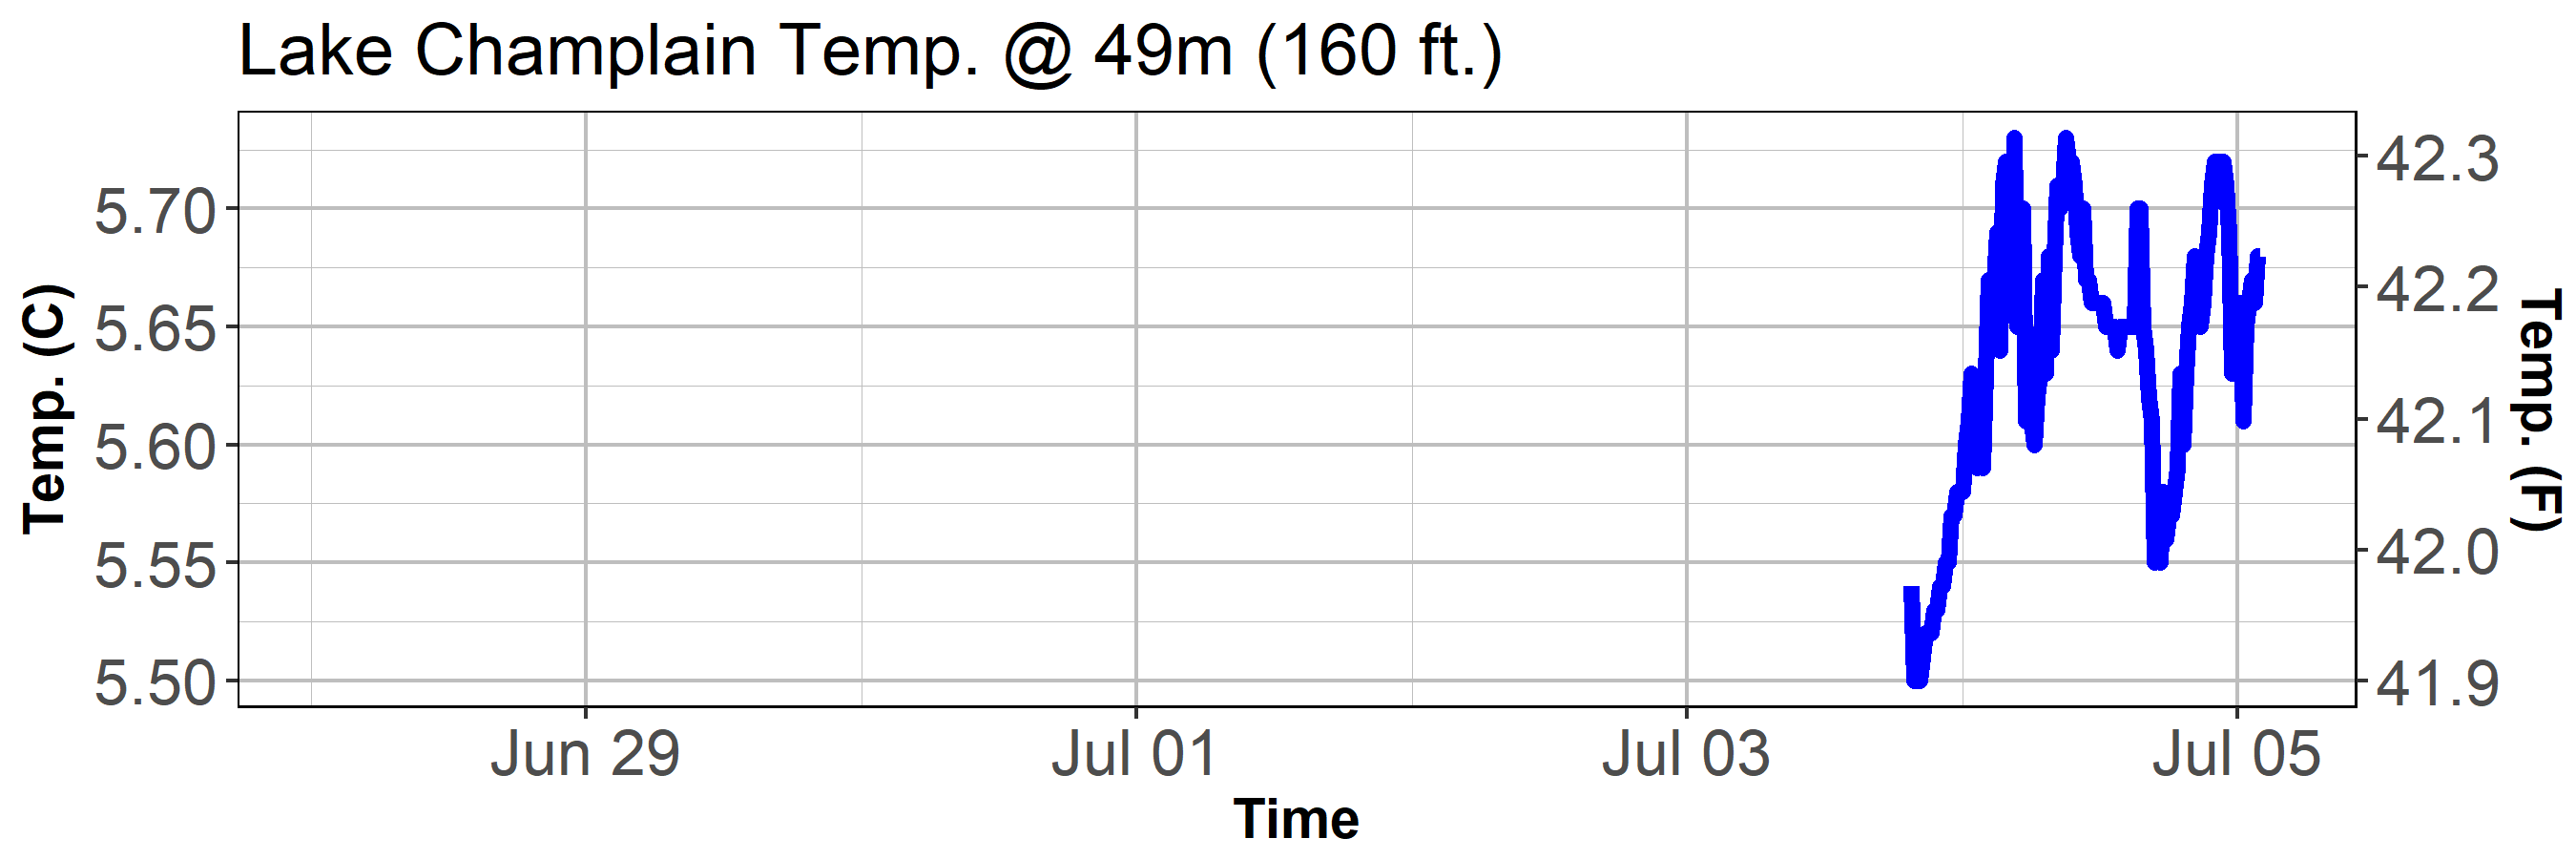 Lake Champlain Temp. @ 49m (160 ft.)
Temp. (C)
5.70
5.65
5.60
5.55
5.50
42.3
42.2
42.1
42.0
41.9
Temp. (F)
Jun 29
Jul 01
Jul 03
Jul 05
Time